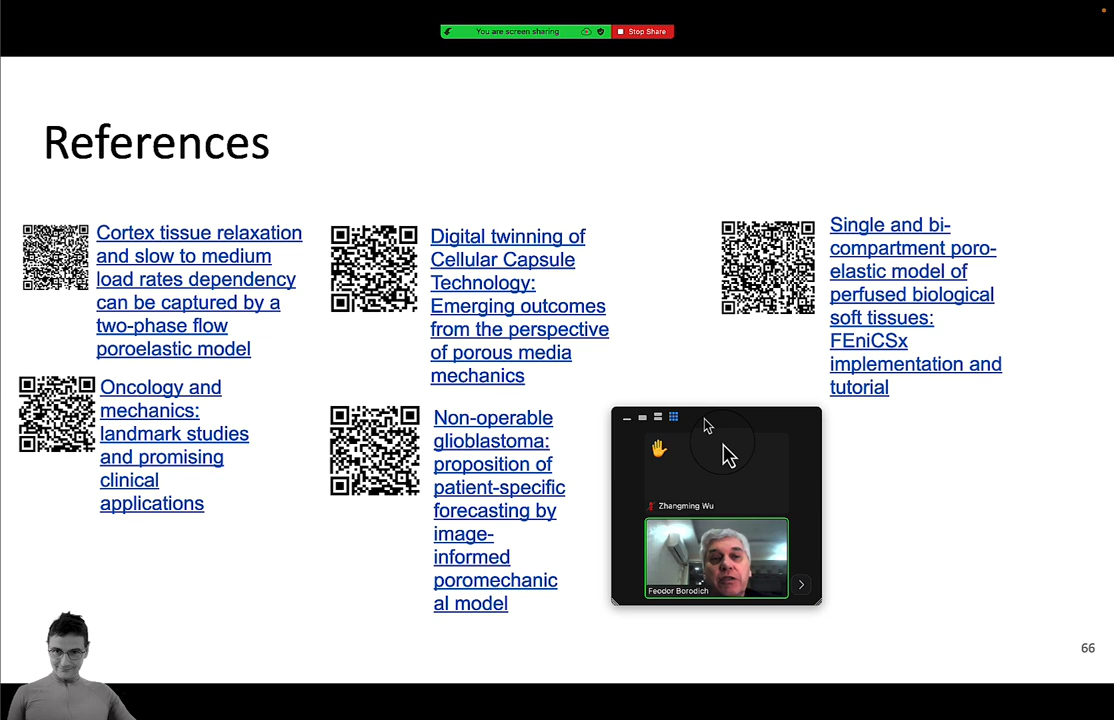 You are screen sharing
Stop Share
References
Cortex tissue relaxation
and slow to medium
load rates dependency
can be captured by a
two-phase flow
poroelastic model
Oncology and
mechanics:
landmark studies
and promising
clinical
applications
Digital twinning of
Cellular Capsule
Technology:
Emerging outcomes
from the perspective
of porous media
mechanics
Non-operable
glioblastoma:
proposition of
patient-specific
forecasting by
image-
informed
poromechanic
al model
Single and bi-
compartment poro-
elastic model of
perfused biological
soft tissues:
FEniCSx
implementation and
tutorial
Zhangming Wu
Feodor Borodich
66